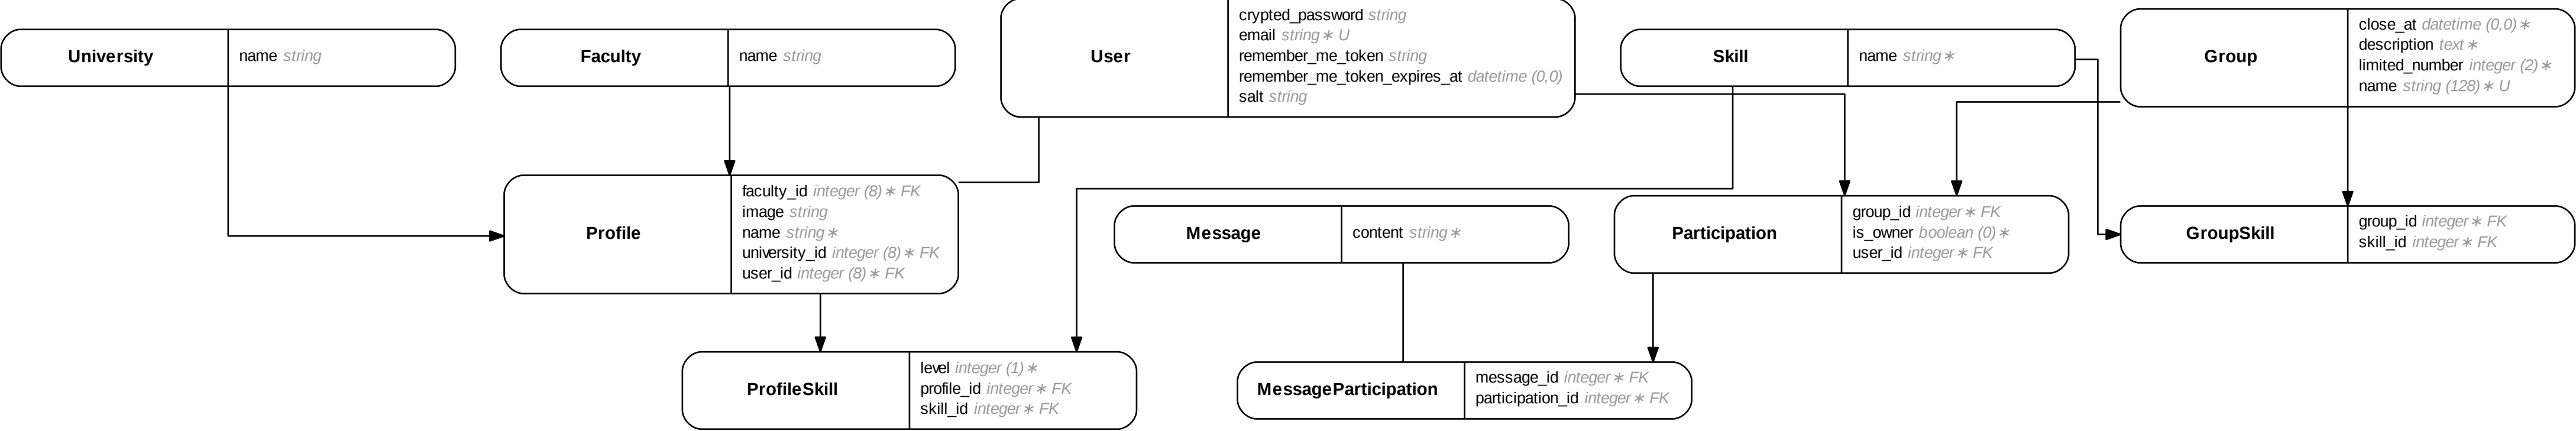 University
name string
Faculty
name string
User
crypted_password string
email string∗ U
remember_me_token string
remember_me_token_expires_at datetime (0,0)
salt string
Skill
name string∗
Group
close_at datetime (0,0)∗
description text∗
limited_number integer (2)∗
name string (128)∗ U
Profile
faculty_id integer (8)∗ FK
image string
name string∗
university_id integer (8)∗ FK
user_id integer (8)∗ FK
Message
content string∗
Participation
group_id integer∗ FK
is_owner boolean (0)∗
user_id integer∗ FK
GroupSkill
group_id integer∗ FK
skill_id integer∗ FK
ProfileSkill
level integer (1)∗
profile_id integer∗ FK
skill_id integer∗ FK
MessageParticipation
message_id integer∗ FK
participation_id integer∗ FK